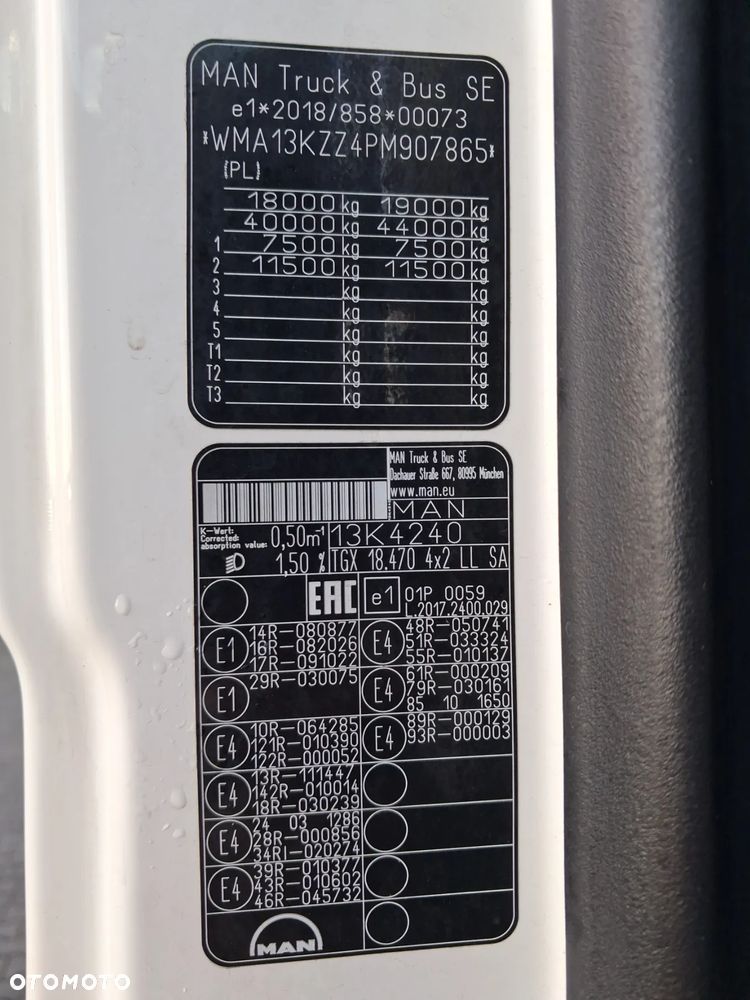 MAN Truck & Bus SE
e1*2018/858*00073
*WMA13KZZ4PM907865*
(PL)
18000 kg 19000 kg
40000 kg 44000 kg
1 7500 kg 7500 kg
2 11500 kg 11500 kg
3 kg kg
4 kg kg
5 kg kg
T1 kg kg
T2 kg kg
T3 kg kg
MAN Truck & Bus SE
Dachauer Straße 667, 80995 München
www.man.eu
MAN
K-Wert:
Corrected
absorption value: 0,50m-1 13K4240
1,50 % TGX 18.470 4x2 LL SA
EAC e1 01P 0059
L.2017.2400.029
E1 14R-080877
16R-082026
17R-091022
E4 48R-050741
51R-033324
55R-010137
E1 29R-030075
E4 61R-000209
79R-030161
85 10 1650
E4 10R-064285
121R-010396
122R-000052
E4 89R-000129
93R-000003
E4 13R-111447
142R-010014
18R-030239
E4 24 03 1286
28R-000856
34RI-020274
E4 39R-010377
43R-010602
46R-045732
MAN
OTOMOTO